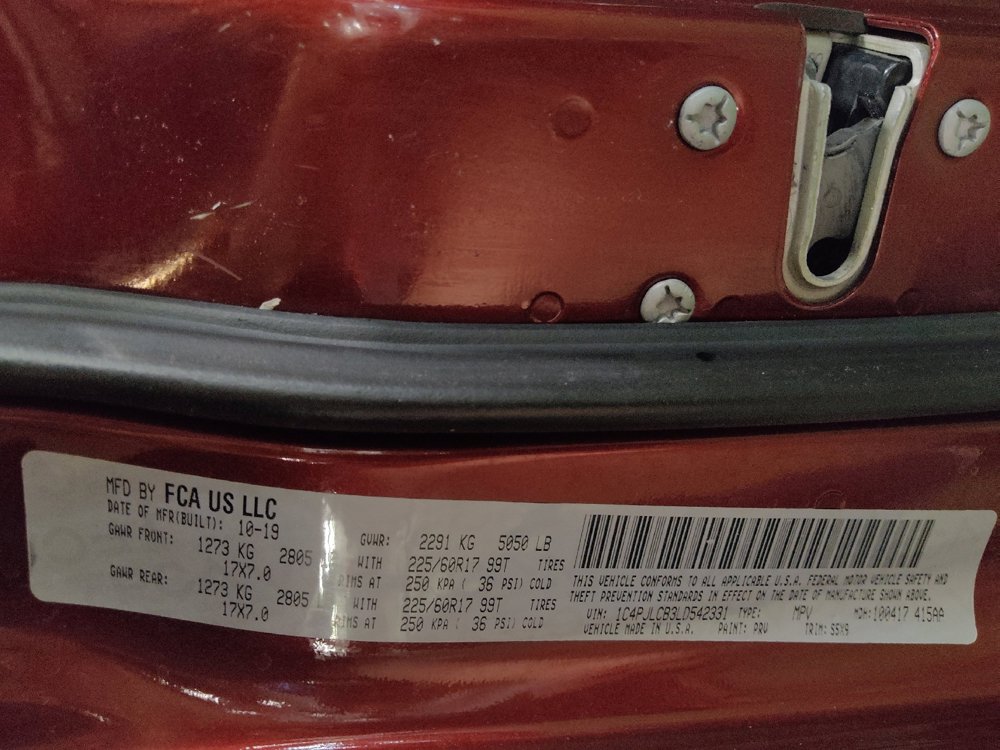 MFD BY FCA US LLC
DATE OF MFR(BUILT): 10-19
GAWR FRONT: 1273 KG 2805
17X7.0
GAWR REAR: 1273 KG 2805
17X7.0
GVWR: 2291 KG 5050 LB
WITH 225/60R17 99T TIRES
RIMS AT 250 KPA ( 36 PSI) COLD
WITH 225/60R17 99T TIRES
RIMS AT 250 KPA ( 36 PSI) COLD
THIS VEHICLE CONFORMS TO ALL APPLICABLE U.S.A. FEDERAL MOTOR VEHICLE SAFETY AND
THEFT PREVENTION STANDARDS IN EFFECT ON THE DATE OF MANUFACTURE SHOWN ABOVE.
VIN: 1C4PJLCB3LD542331 TYPE: MPV MDH:100417 415AA
VEHICLE MADE IN U.S.A. PAINT: PRV TRIM: S5X9